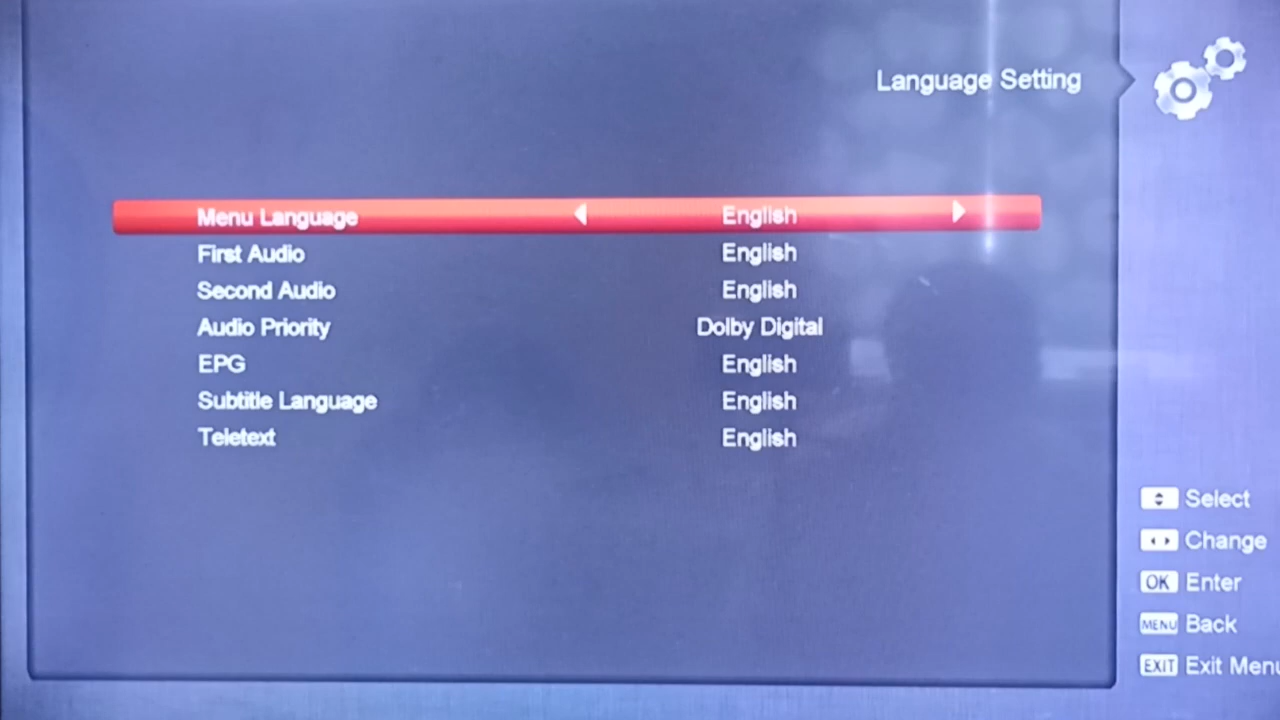 Language Setting
Menu Language English
First Audio English
Second Audio English
Audio Priority Dolby Digital
EPG English
Subtitle Language English
Teletext English
Select
Change
OK Enter
MENU Back
EXIT Exit Menu